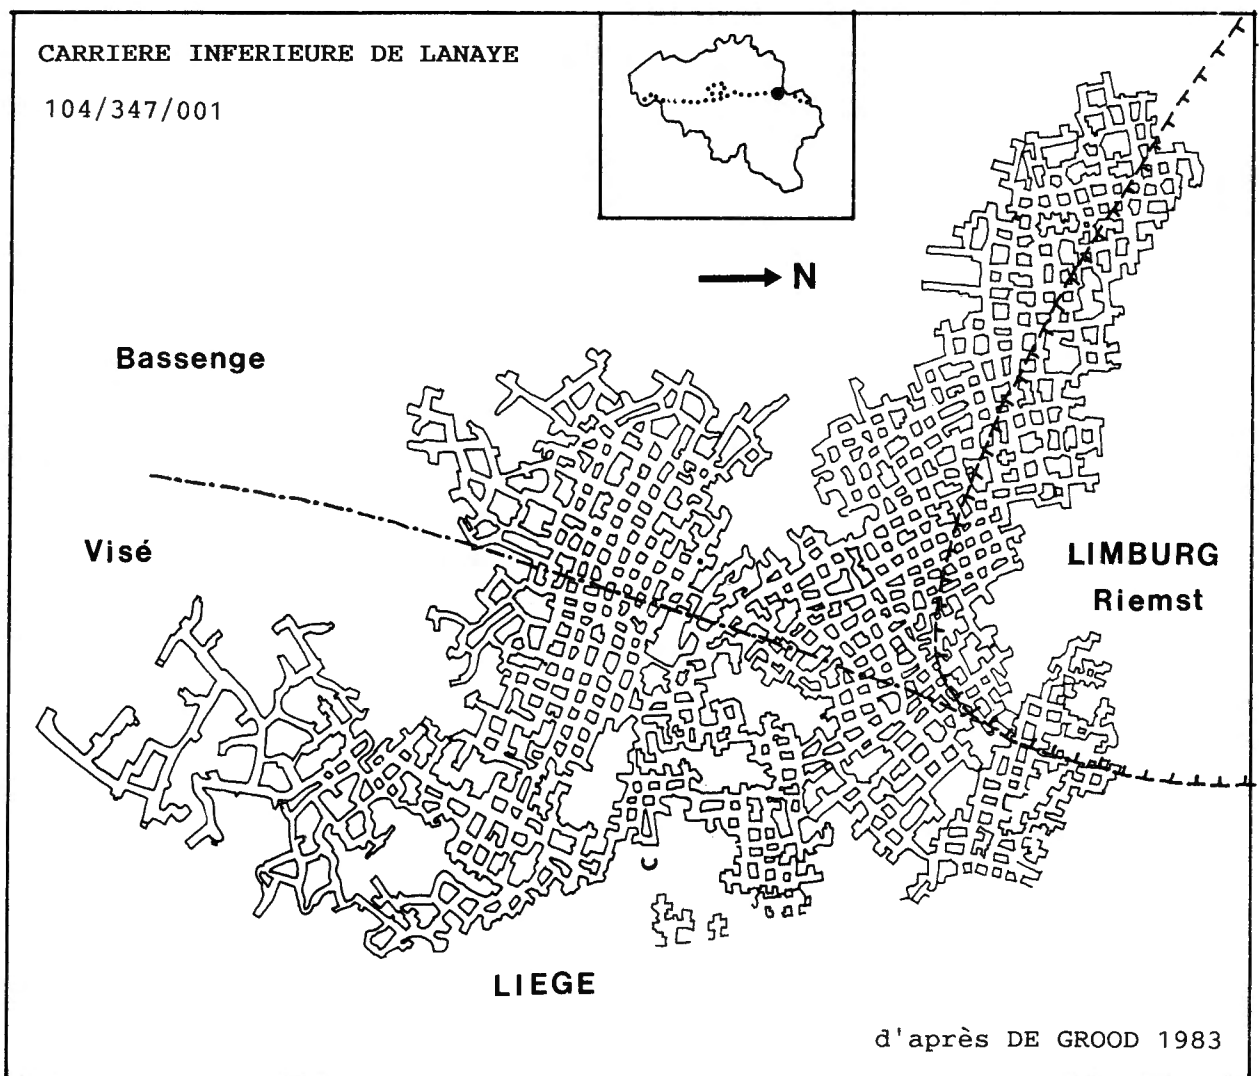 CARRIERE INFERIEURE DE LANAYE
104/347/001
N
Bassenge
Visé
LIMBURG
Riemst
LIEGE
d'après DE GROOD 1983